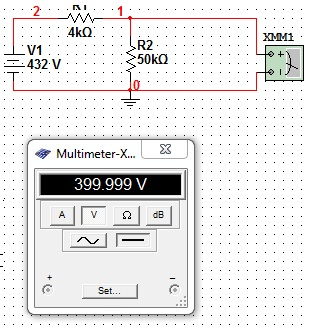 2
R1
1
4kΩ
V1
432 V
R2
50kΩ
XMM1
0
Multimeter-X...
399.999 V
A
V
Ω
dB
Set...
+
−